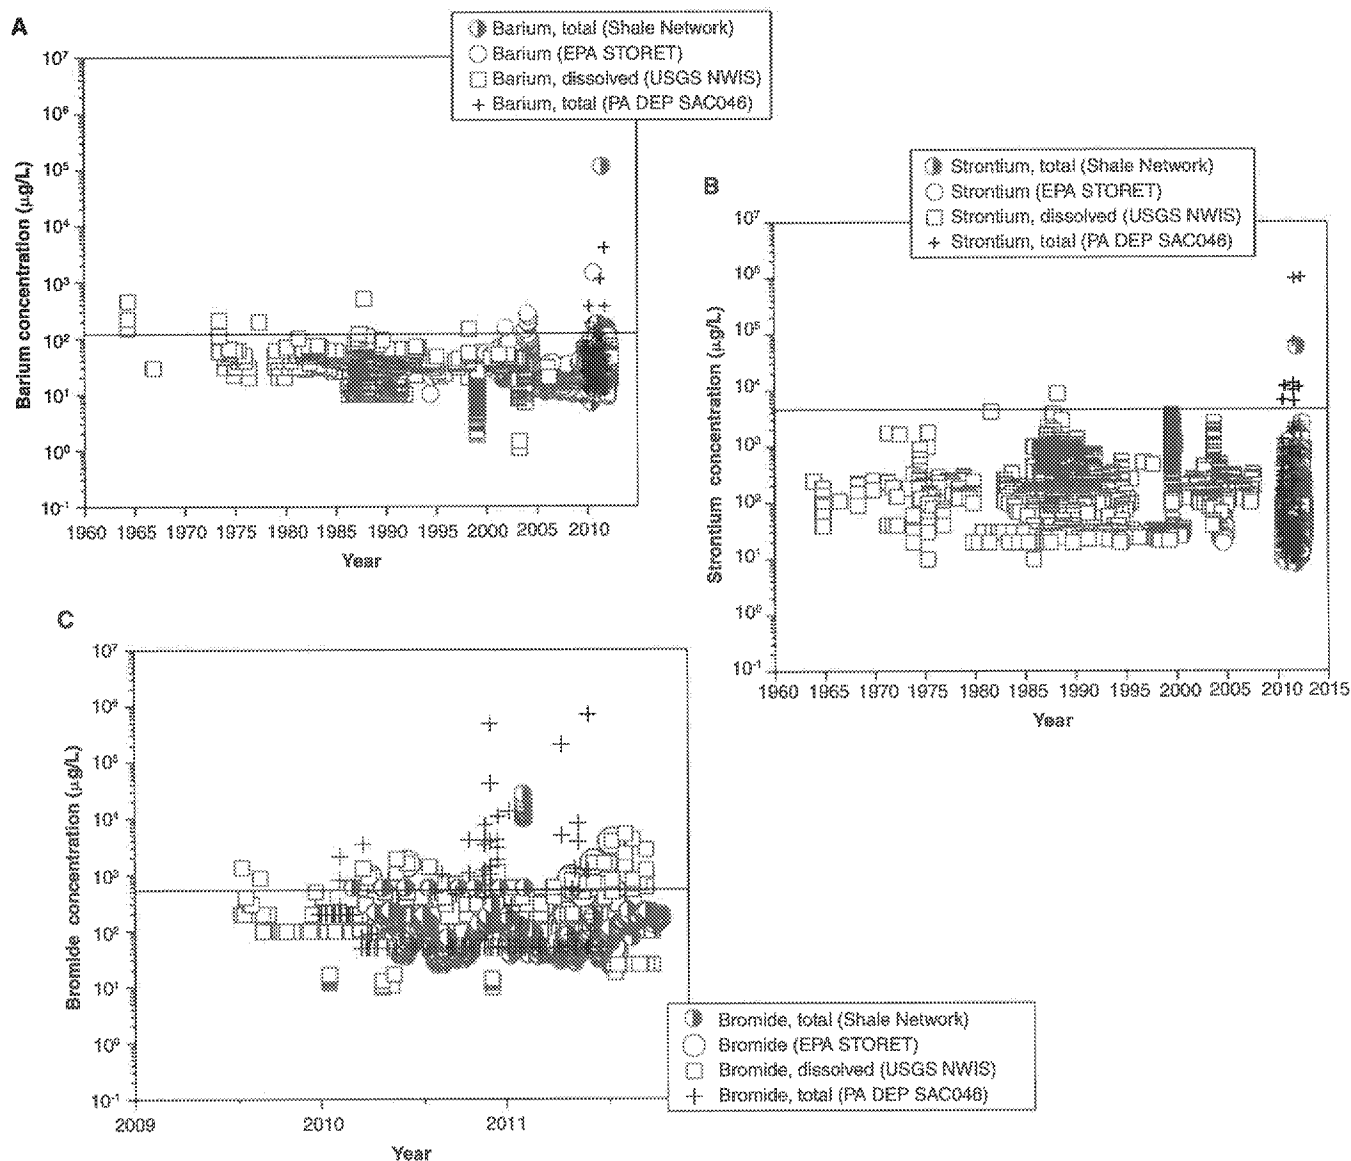 A
Barium, total (Shale Network)
Barium (EPA STORET)
Barium, dissolved (USGS NWIS)
Barium, total (PA DEP SAC046)
Barium concentration (µg/L)
10⁷
10⁶
10⁵
10⁴
10³
10²
10¹
10⁰
10⁻¹
1960 1965 1970 1975 1980 1985 1990 1995 2000 2005 2010
Year
B
Strontium, total (Shale Network)
Strontium (EPA STORET)
Strontium, dissolved (USGS NWIS)
Strontium, total (PA DEP SAC046)
Strontium concentration (µg/L)
10⁷
10⁶
10⁵
10⁴
10³
10²
10¹
10⁰
10⁻¹
1960 1965 1970 1975 1980 1985 1990 1995 2000 2005 2010 2015
Year
C
Bromide concentration (µg/L)
10⁷
10⁶
10⁵
10⁴
10³
10²
10¹
10⁰
10⁻¹
2009 2010 2011
Year
Bromide, total (Shale Network)
Bromide (EPA STORET)
Bromide, dissolved (USGS NWIS)
Bromide, total (PA DEP SAC046)